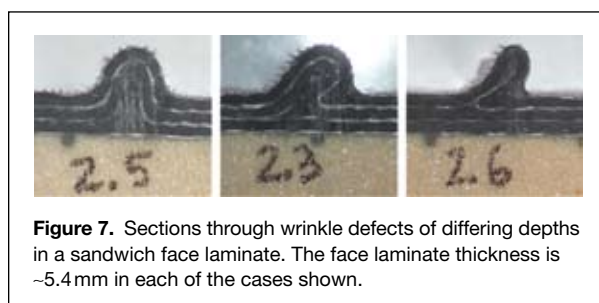 2.5 2.3 2.6
Figure 7. Sections through wrinkle defects of differing depths
in a sandwich face laminate. The face laminate thickness is
~5.4 mm in each of the cases shown.